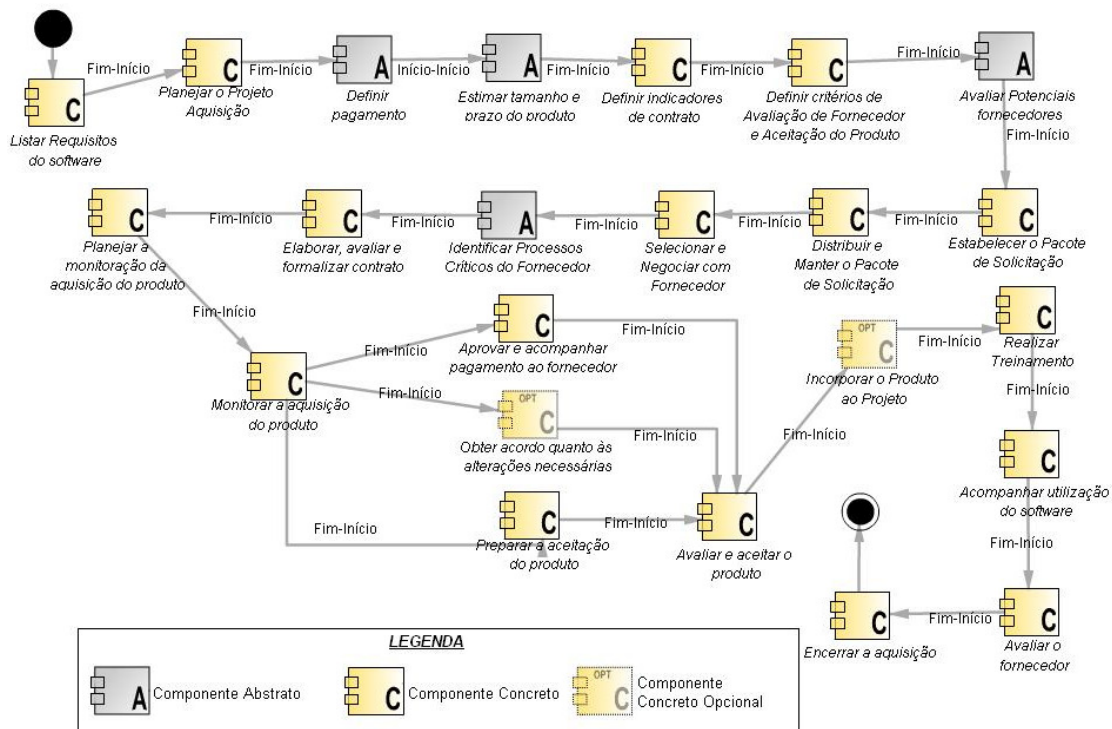 Fim-Início
C
Listar Requisitos
do software
C
Planejar o Projeto
Aquisição
Fim-Início
A
Definir
pagamento
Início-Início
A
Estimar tamanho e
prazo do produto
Fim-Início
C
Definir indicadores
de contrato
Fim-Início
C
Definir critérios de
Avaliação de Fornecedor
e Aceitação do Produto
Fim-Início
A
Avaliar Potenciais
fornecedores
Fim-Início
C
Estabelecer o Pacote
de Solicitação
Fim-Início
C
Distribuir e
Manter o Pacote
de Solicitação
Fim-Início
C
Selecionar e
Negociar com
Fornecedor
Fim-Início
A
Identificar Processos
Críticos do Fornecedor
Fim-Início
C
Elaborar, avaliar e
formalizar contrato
Fim-Início
C
Planejar a
monitoração da
aquisição do produto
Fim-Início
C
Monitorar a aquisição
do produto
Fim-Início
C
Aprovar e acompanhar
pagamento ao fornecedor
Fim-Início
Fim-Início
OPT
C
Obter acordo quanto às
alterações necessárias
Fim-Início
Fim-Início
C
Preparar a aceitação
do produto
Fim-Início
C
Avaliar e aceitar o
produto
Fim-Início
OPT
C
Incorporar o Produto
ao Projeto
Fim-Início
C
Realizar
Treinamento
Fim-Início
C
Acompanhar utilização
do software
Fim-Início
C
Avaliar o
fornecedor
Fim-Início
C
Encerrar a aquisição
LEGENDA
A
Componente Abstrato
C
Componente Concreto
OPT
C
Componente
Concreto Opcional